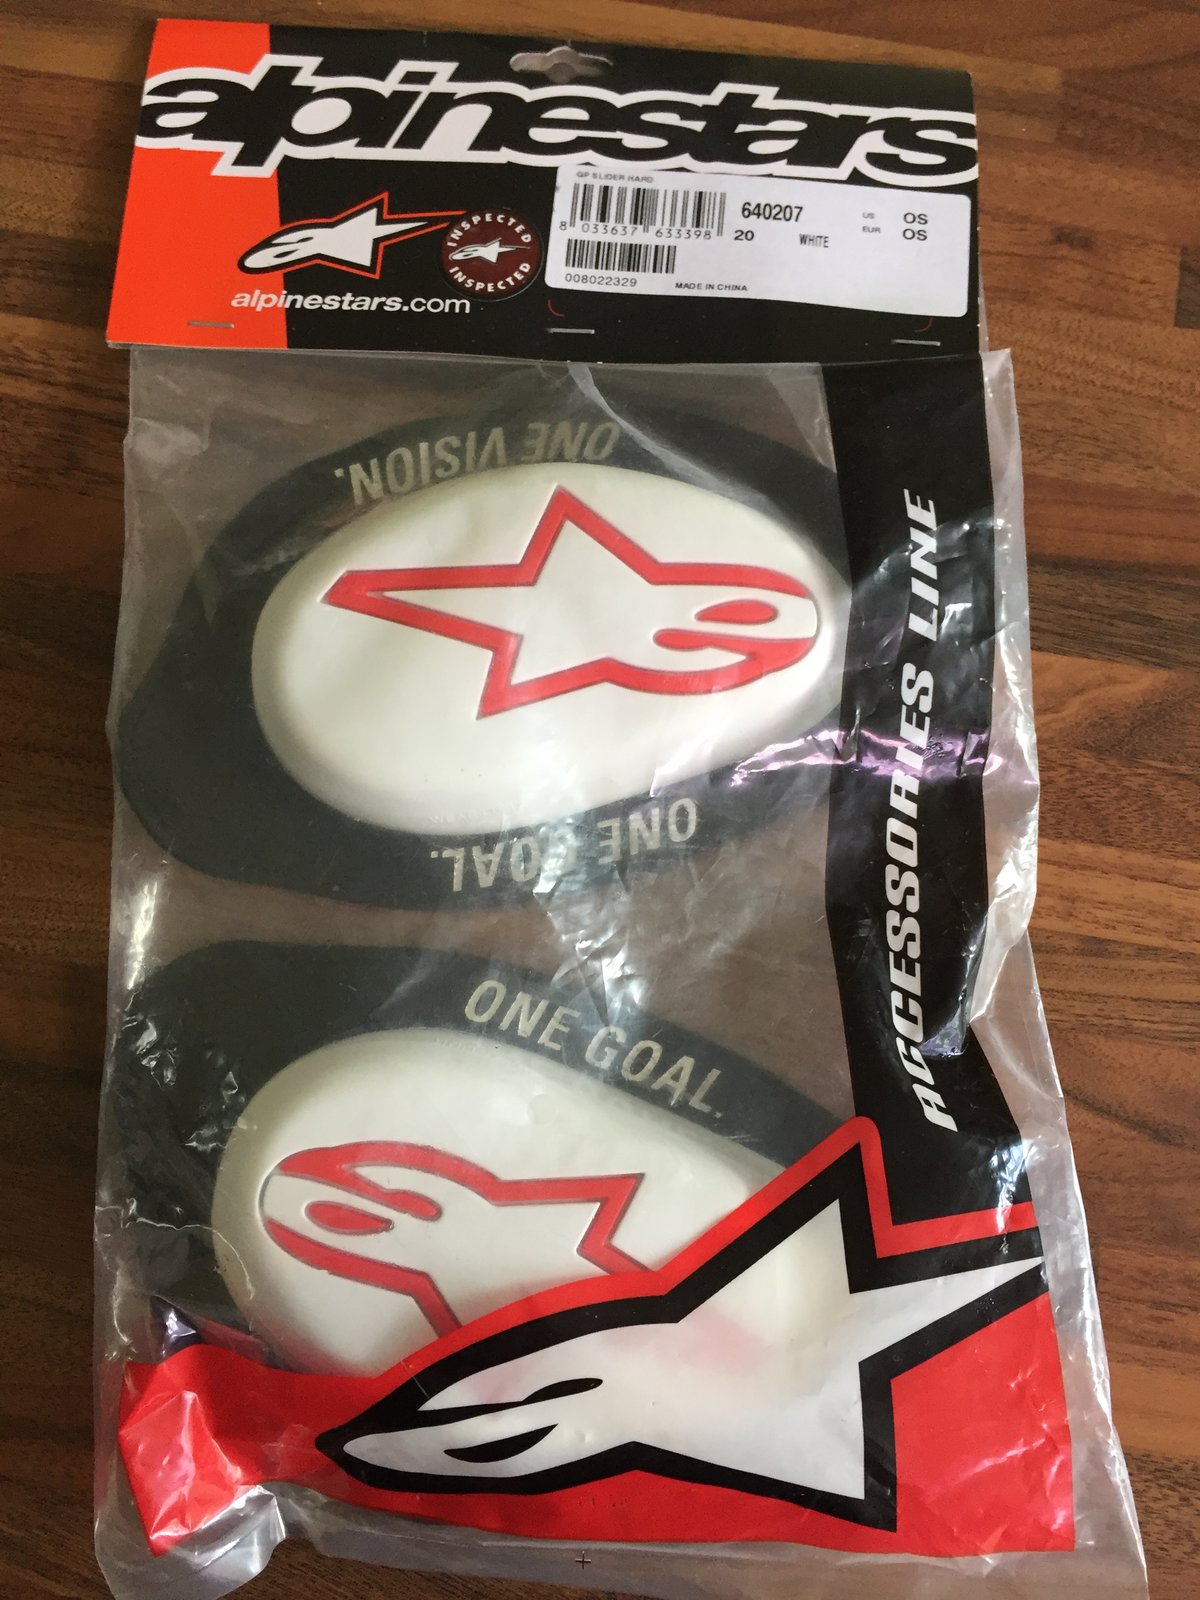 alpinestars
GP SLIDER HARD
8 033637 633398
640207
20 WHITE
US OS
EUR OS
008022329
MADE IN CHINA
INSPECTED
INSPECTED
alpinestars.com
ONE VISION.
ONE GOAL.
ONE GOAL.
ACCESSORIES LINE